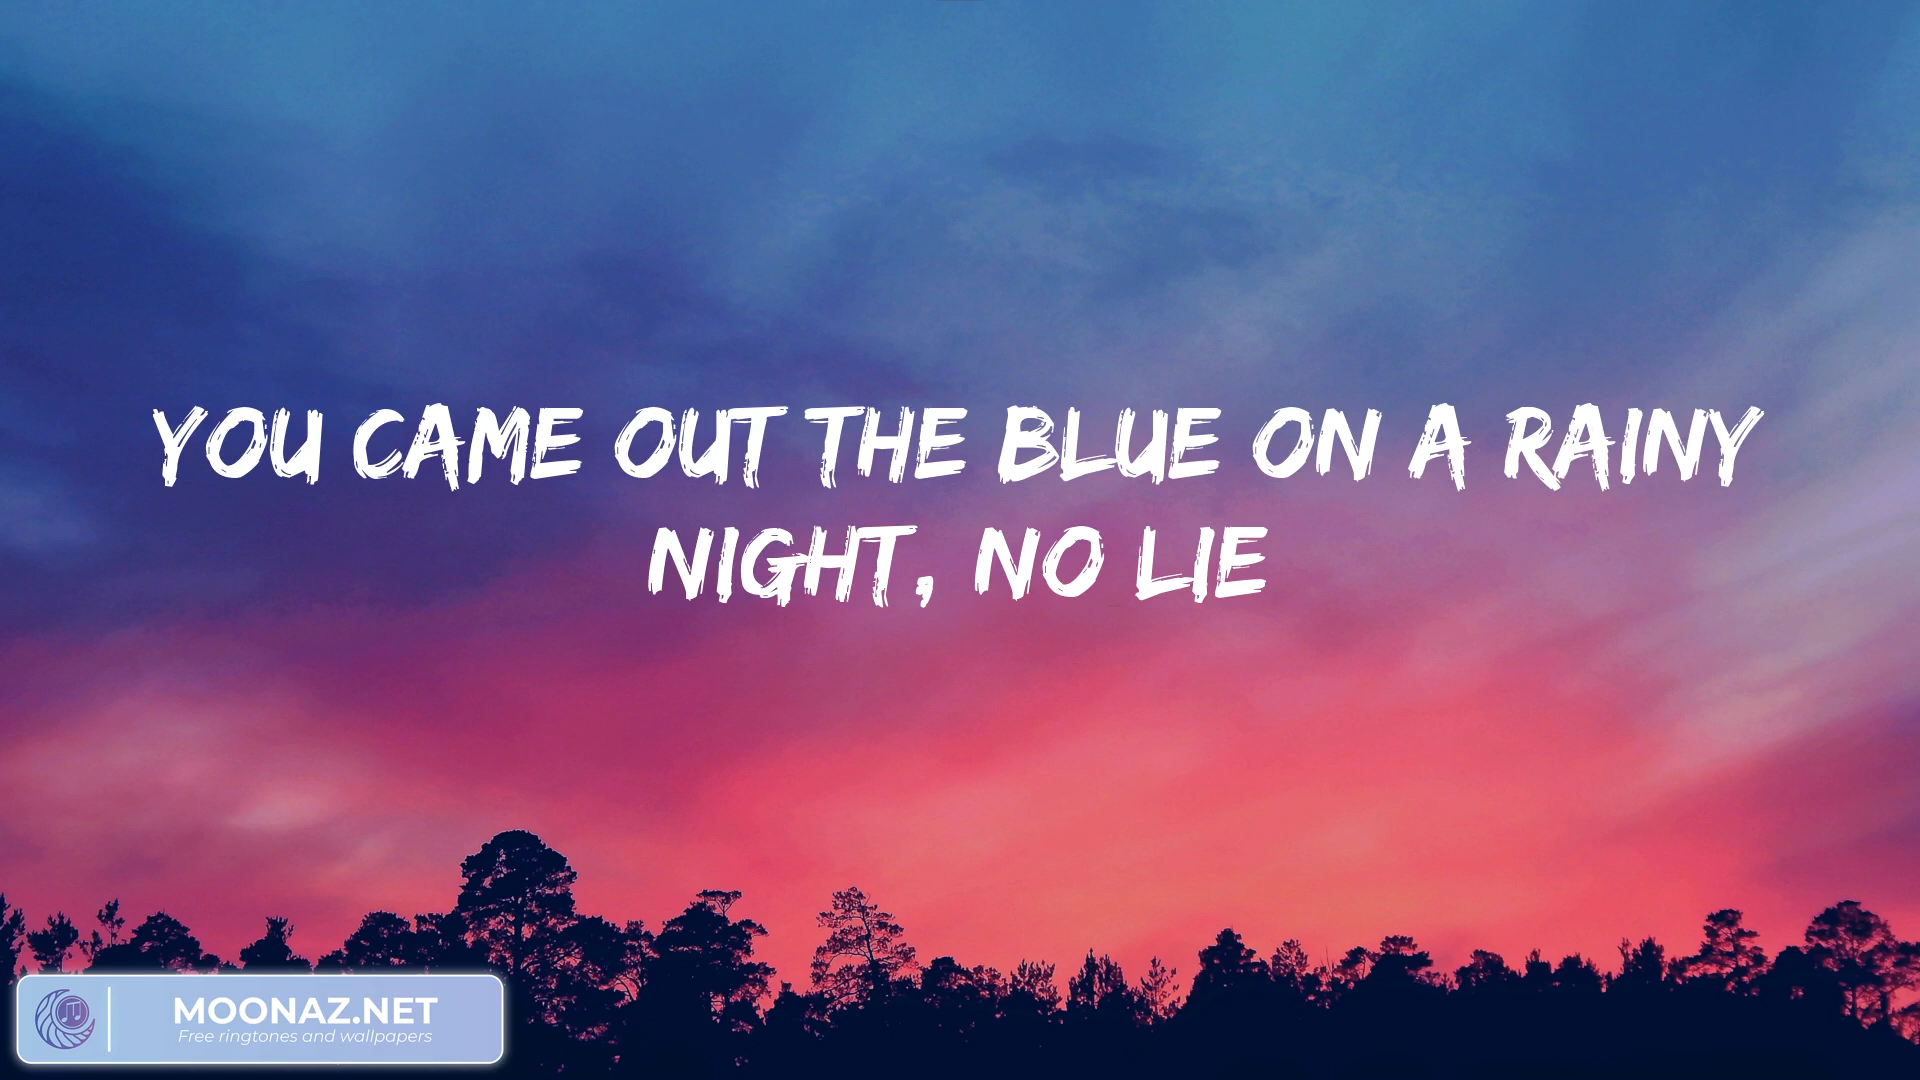 YOU CAME OUT THE BLUE ON A RAINY
NIGHT, NO LIE
MOONAZ.NET
Free ringtones and wallpapers